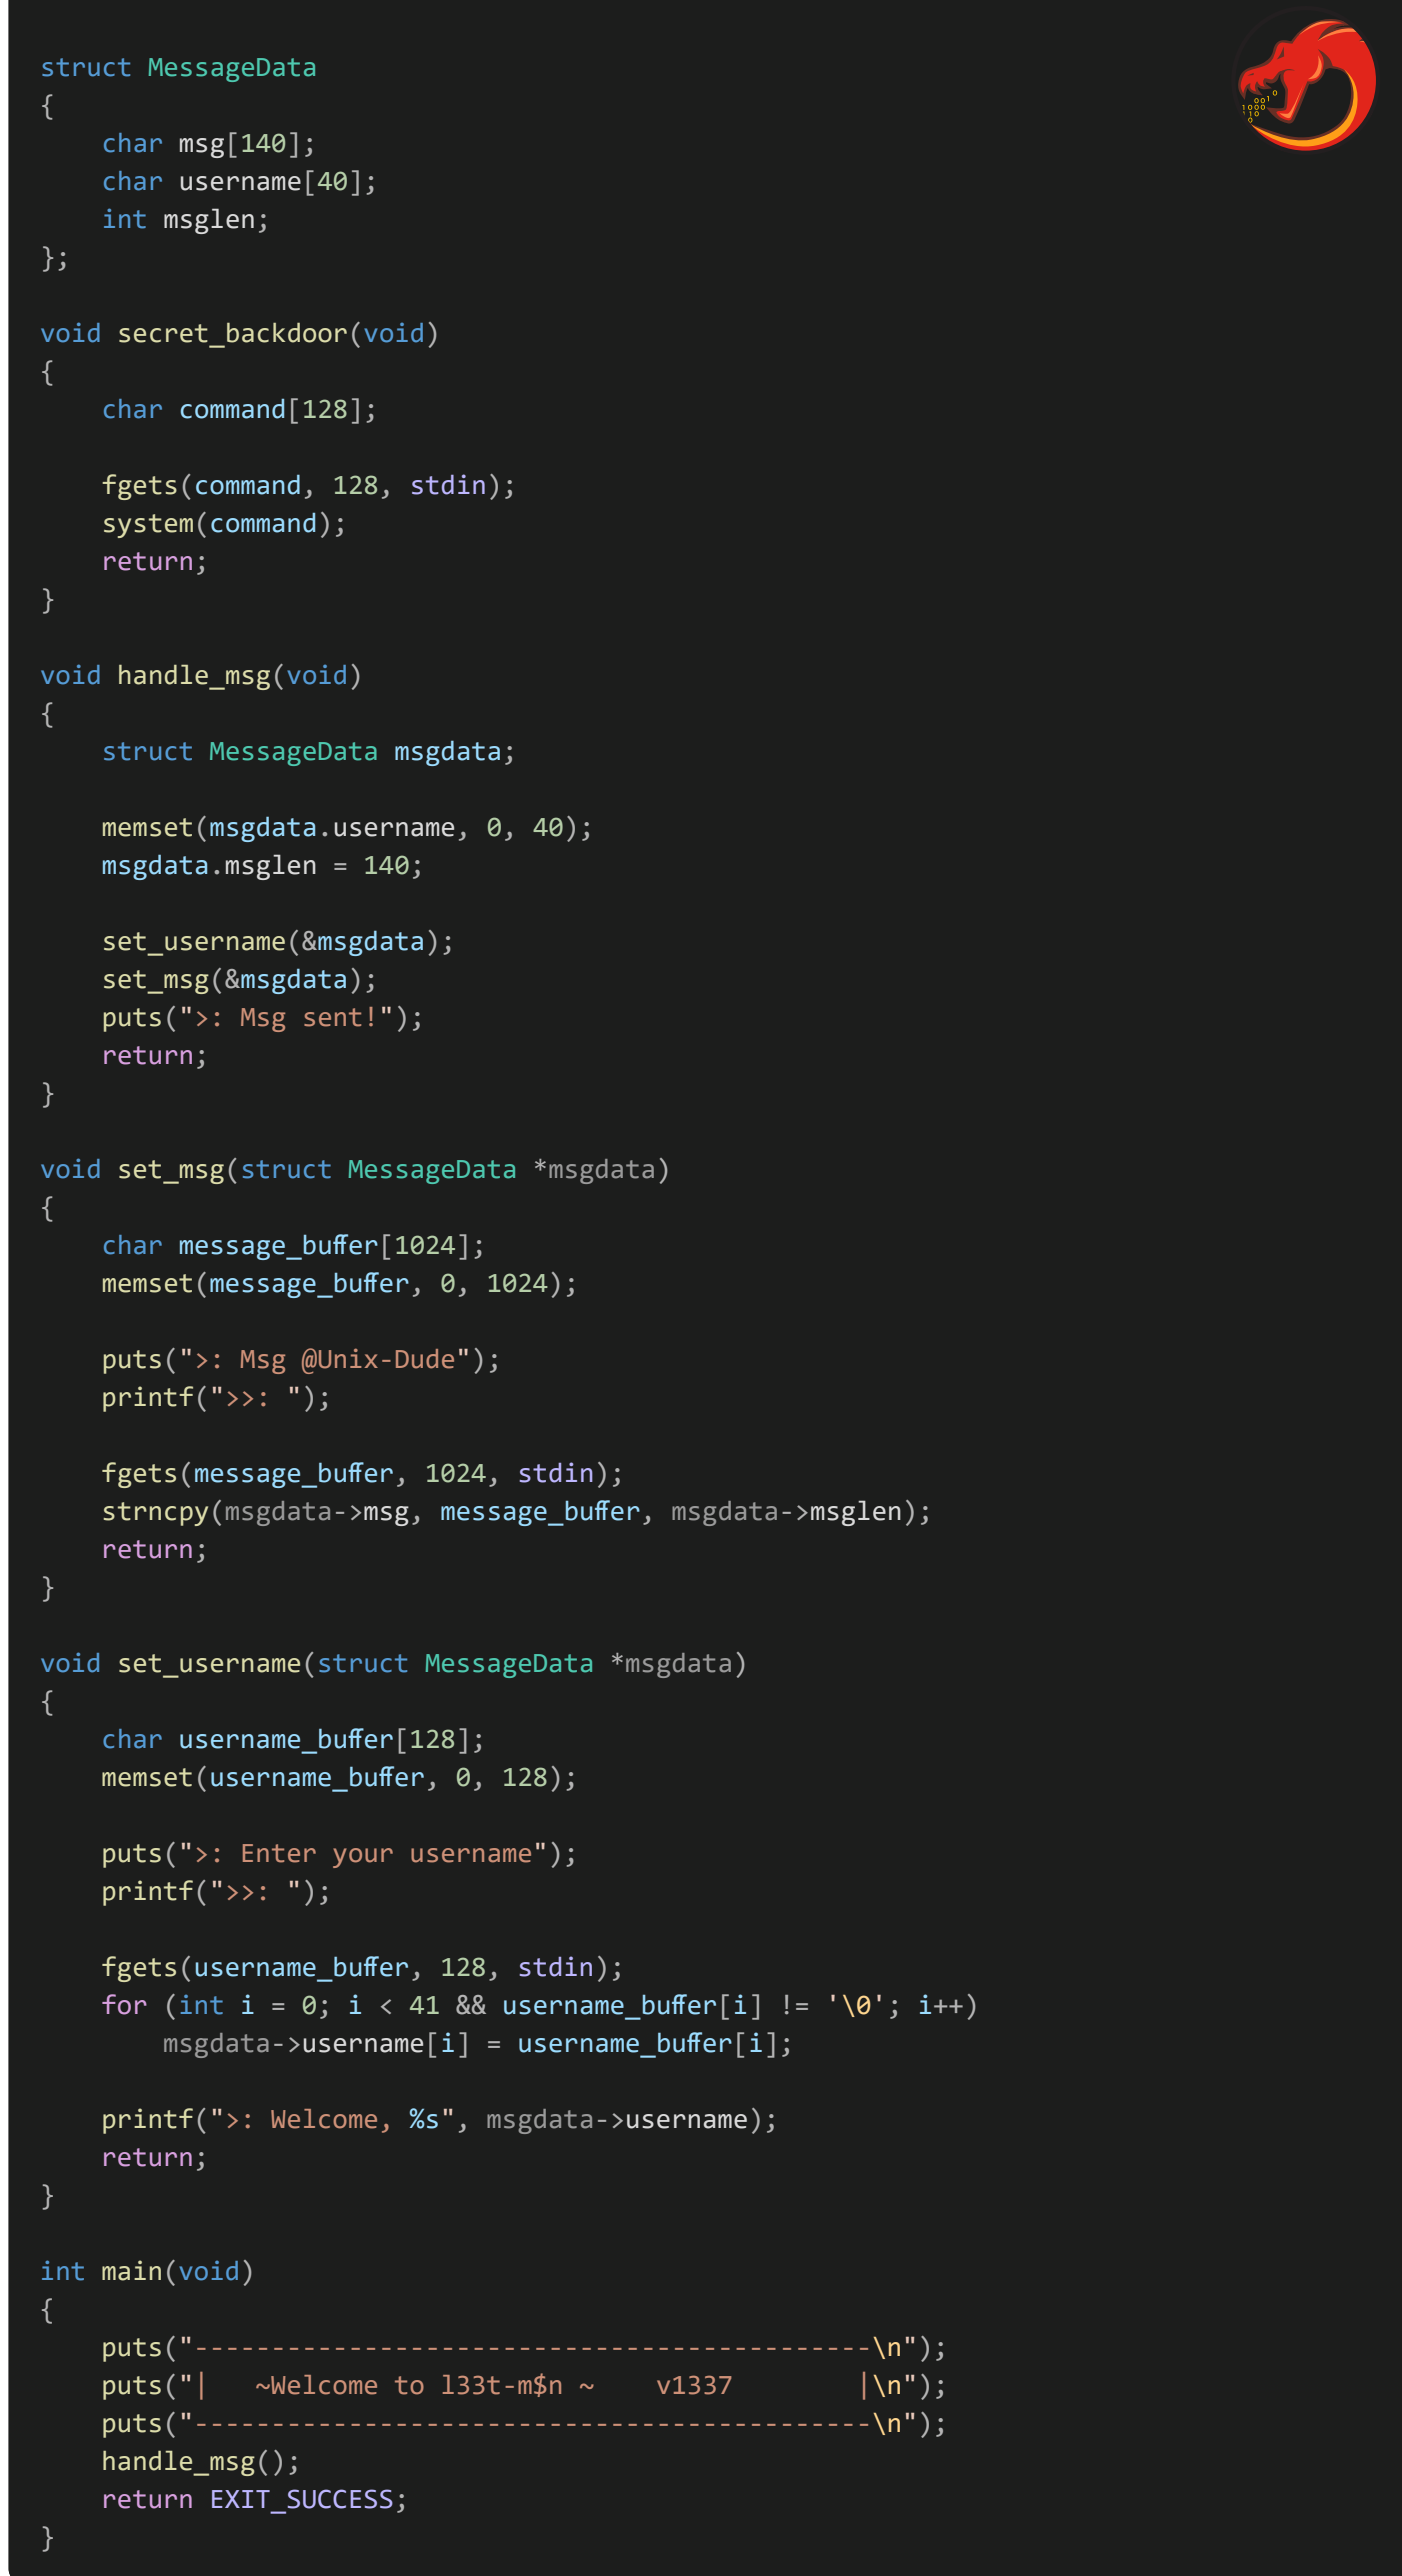 struct MessageData
{
    char msg[140];
    char username[40];
    int msglen;
};

void secret_backdoor(void)
{
    char command[128];

    fgets(command, 128, stdin);
    system(command);
    return;
}

void handle_msg(void)
{
    struct MessageData msgdata;

    memset(msgdata.username, 0, 40);
    msgdata.msglen = 140;

    set_username(&msgdata);
    set_msg(&msgdata);
    puts(">: Msg sent!");
    return;
}

void set_msg(struct MessageData *msgdata)
{
    char message_buffer[1024];
    memset(message_buffer, 0, 1024);

    puts(">: Msg @Unix-Dude");
    printf(">>: ");

    fgets(message_buffer, 1024, stdin);
    strncpy(msgdata->msg, message_buffer, msgdata->msglen);
    return;
}

void set_username(struct MessageData *msgdata)
{
    char username_buffer[128];
    memset(username_buffer, 0, 128);

    puts(">: Enter your username");
    printf(">>: ");

    fgets(username_buffer, 128, stdin);
    for (int i = 0; i < 41 && username_buffer[i] != '\0'; i++)
        msgdata->username[i] = username_buffer[i];

    printf(">: Welcome, %s", msgdata->username);
    return;
}

int main(void)
{
    puts("--------------------------------------------\n");
    puts("|   ~Welcome to l33t-m$n ~    v1337        |\n");
    puts("--------------------------------------------\n");
    handle_msg();
    return EXIT_SUCCESS;
}